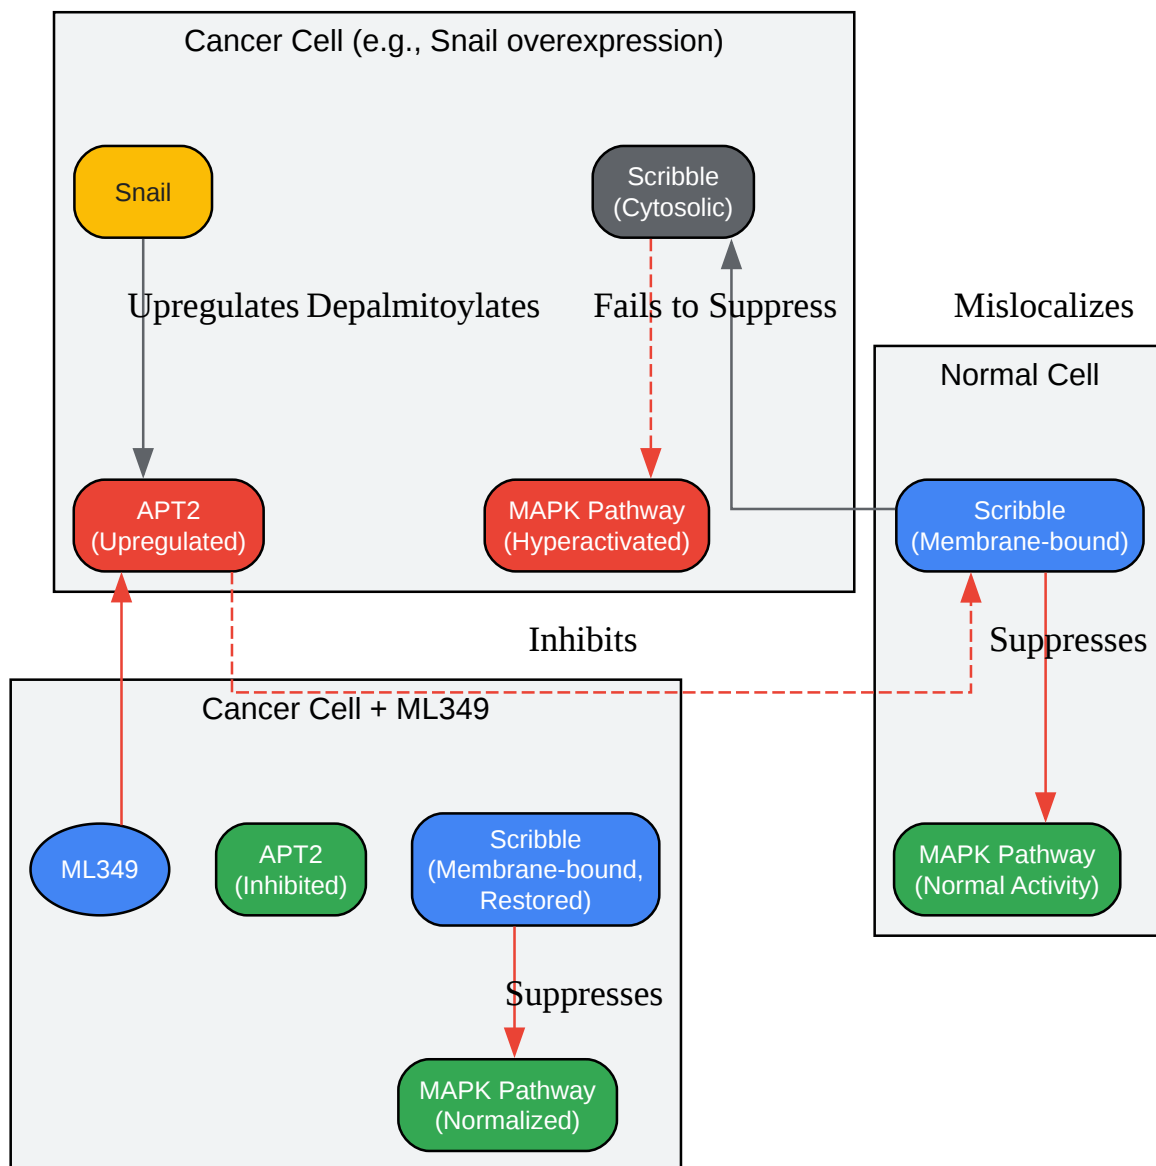 Cancer Cell (e.g., Snail overexpression)
Snail
Scribble
(Cytosolic)
Upregulates
Depalmitoylates
Fails to Suppress
Mislocalizes
Normal Cell
APT2
(Upregulated)
MAPK Pathway
(Hyperactivated)
Scribble
(Membrane-bound)
Inhibits
Suppresses
Cancer Cell + ML349
ML349
APT2
(Inhibited)
Scribble
(Membrane-bound,
Restored)
MAPK Pathway
(Normal Activity)
Suppresses
MAPK Pathway
(Normalized)